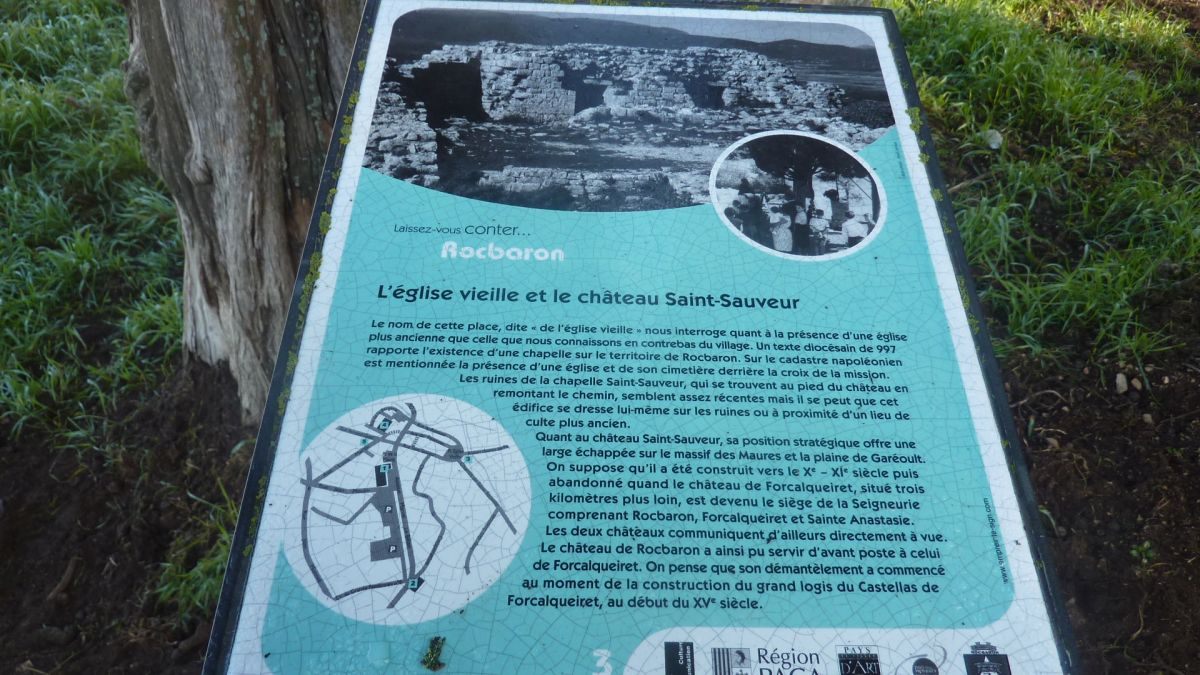 Laissez-vous conter...
Rocbaron
L'église vieille et le château Saint-Sauveur
Le nom de cette place, dite « de l'église vieille » nous interroge quant à la présence d'une église
plus ancienne que celle que nous connaissons en contrebas du village. Un texte diocésain de 997
rapporte l'existence d'une chapelle sur le territoire de Rocbaron. Sur le cadastre napoléonien
est mentionnée la présence d'une église et de son cimetière derrière la croix de la mission.
Les ruines de la chapelle Saint-Sauveur, qui se trouvent au pied du château en
remontant le chemin, semblent assez récentes mais il se peut que cet
édifice se dresse lui-même sur les ruines ou à proximité d'un lieu de
culte plus ancien.
Quant au château Saint-Sauveur, sa position stratégique offre une
large échappée sur le massif des Maures et la plaine de Garéoult.
On suppose qu'il a été construit vers le Xe – XIe siècle puis
abandonné quand le château de Forcalqueiret, situé trois
kilomètres plus loin, est devenu le siège de la Seigneurie
comprenant Rocbaron, Forcalqueiret et Sainte Anastasie.
Les deux châteaux communiquent d'ailleurs directement à vue.
Le château de Rocbaron a ainsi pu servir d'avant poste à celui
de Forcalqueiret. On pense que son démantèlement a commencé
au moment de la construction du grand logis du Castellas de
Forcalqueiret, au début du XVe siècle.
P
P
3
Région
PACA
PAYS
D'ART